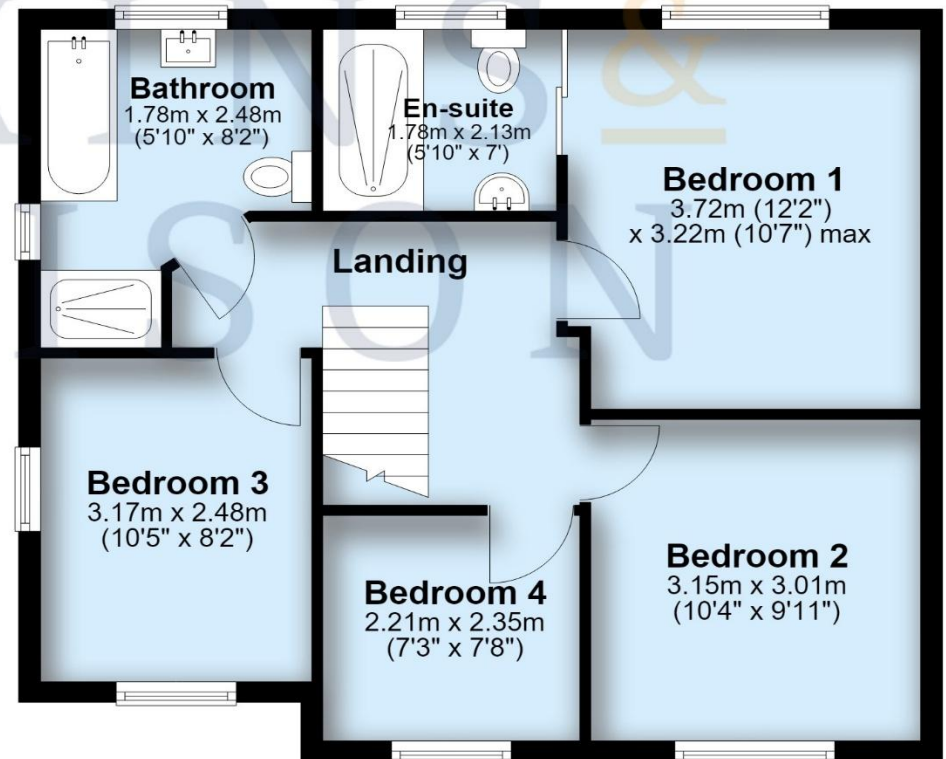 INS &
ISON
Bathroom
1.78m x 2.48m
(5'10" x 8'2")
En-suite
1.78m x 2.13m
(5'10" x 7')
Bedroom 1
3.72m (12'2")
x 3.22m (10'7") max
Landing
Bedroom 3
3.17m x 2.48m
(10'5" x 8'2")
Bedroom 4
2.21m x 2.35m
(7'3" x 7'8")
Bedroom 2
3.15m x 3.01m
(10'4" x 9'11")